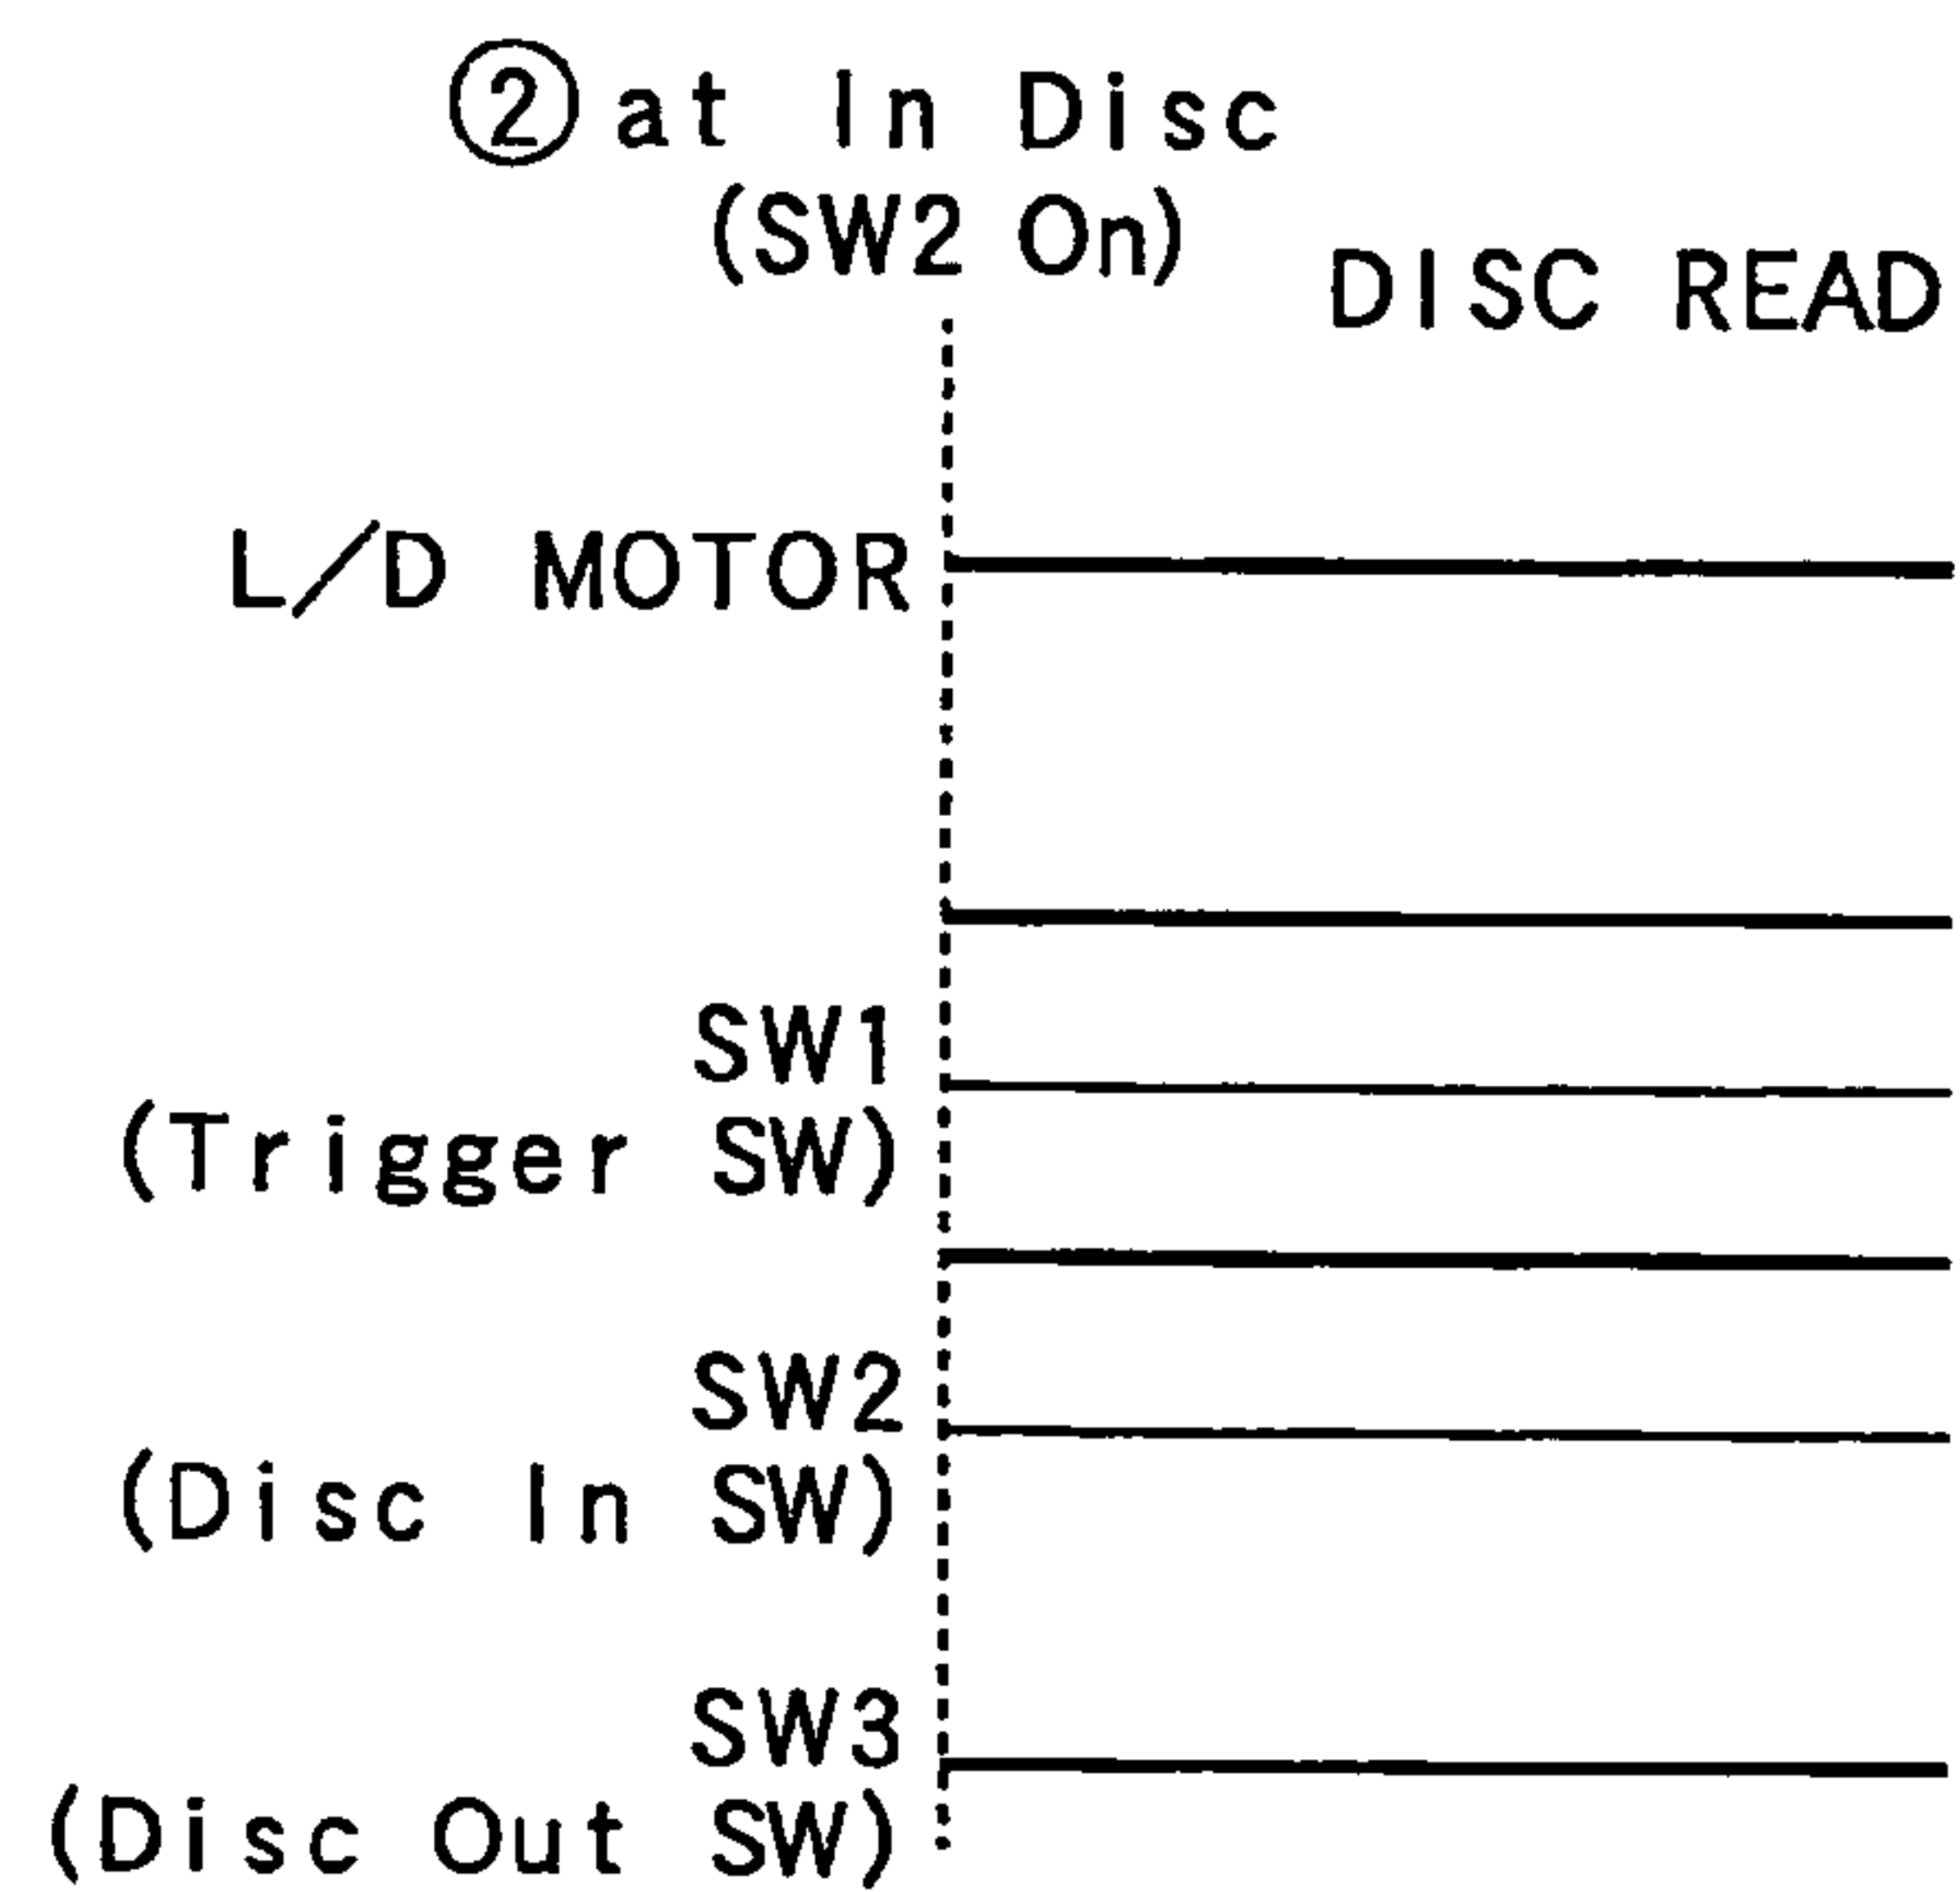 ②at In Disc
(SW2 On)
DISC READ
L/D MOTOR
SW1
(Trigger SW)
SW2
(Disc In SW)
SW3
(Disc Out SW)